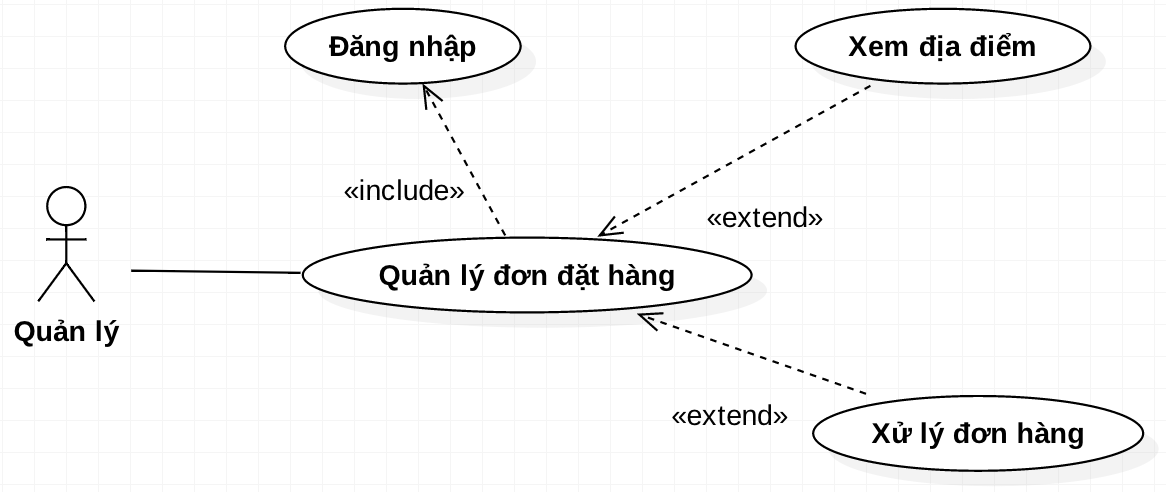 Đăng nhập
Xem địa điểm
«include»
«extend»
Quản lý đơn đặt hàng
Quản lý
«extend»
Xử lý đơn hàng